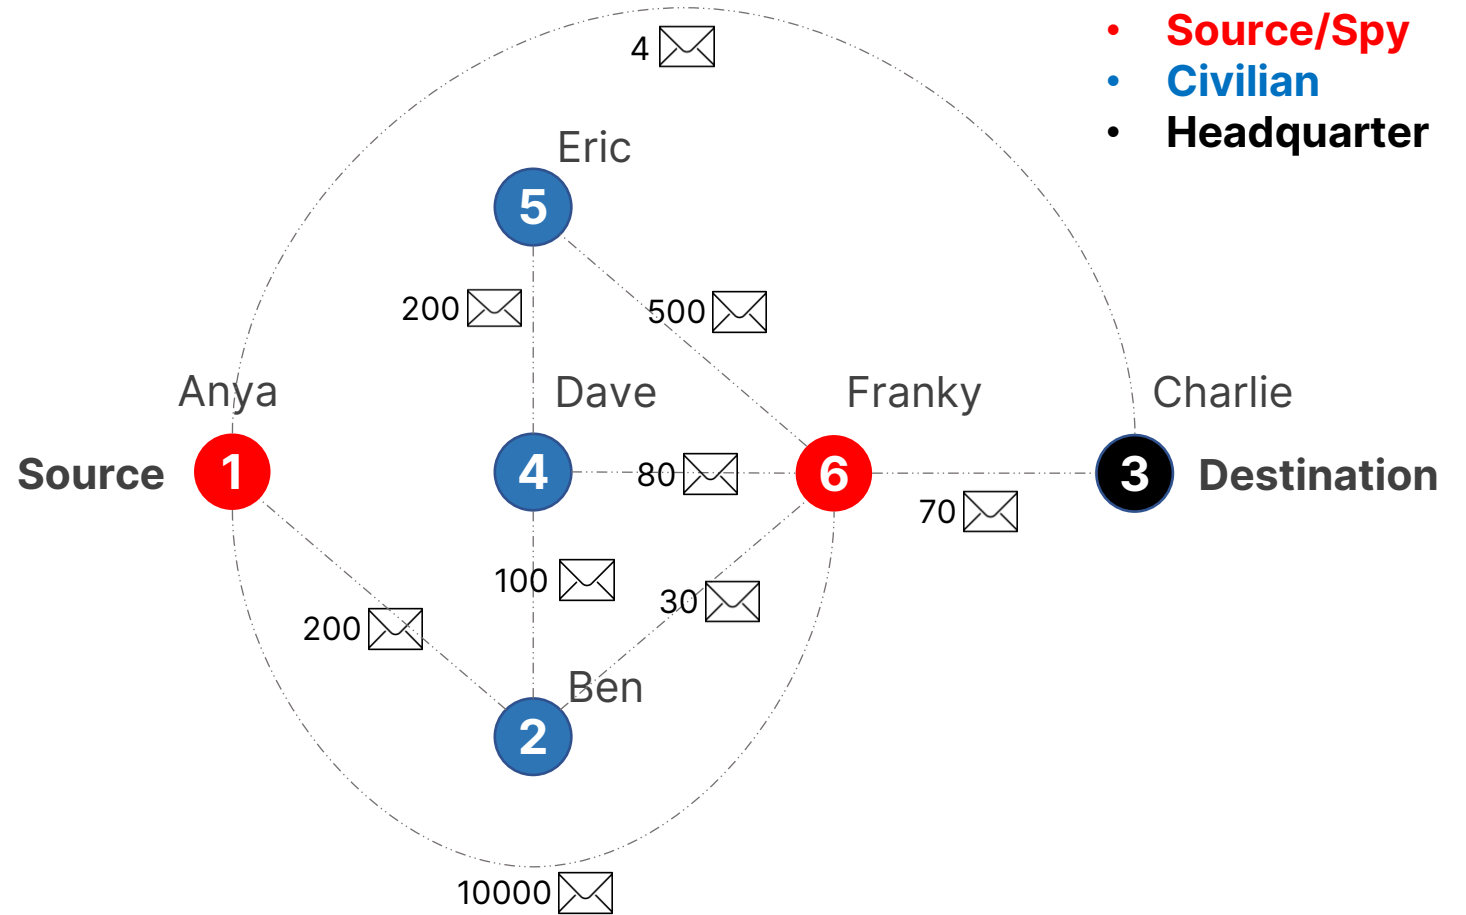 4
• Source/Spy
• Civilian
• Headquarter
Eric
5
200
500
Anya
Dave
Franky
Charlie
Source
1
4
80
6
3
Destination
70
100
30
200
Ben
2
10000